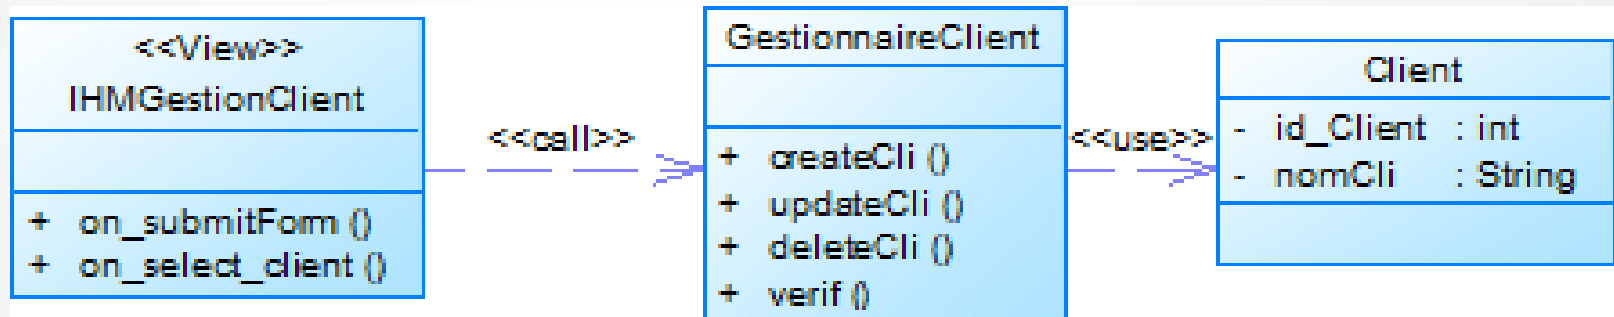 <<View>>
IHMGestionClient
+ on_submitForm ()
+ on_select_client ()
<<call>>
GestionnaireClient
+ createCli ()
+ updateCli ()
+ deleteCli ()
+ verif ()
<<use>>
Client
- id_Client : int
- nomCli : String